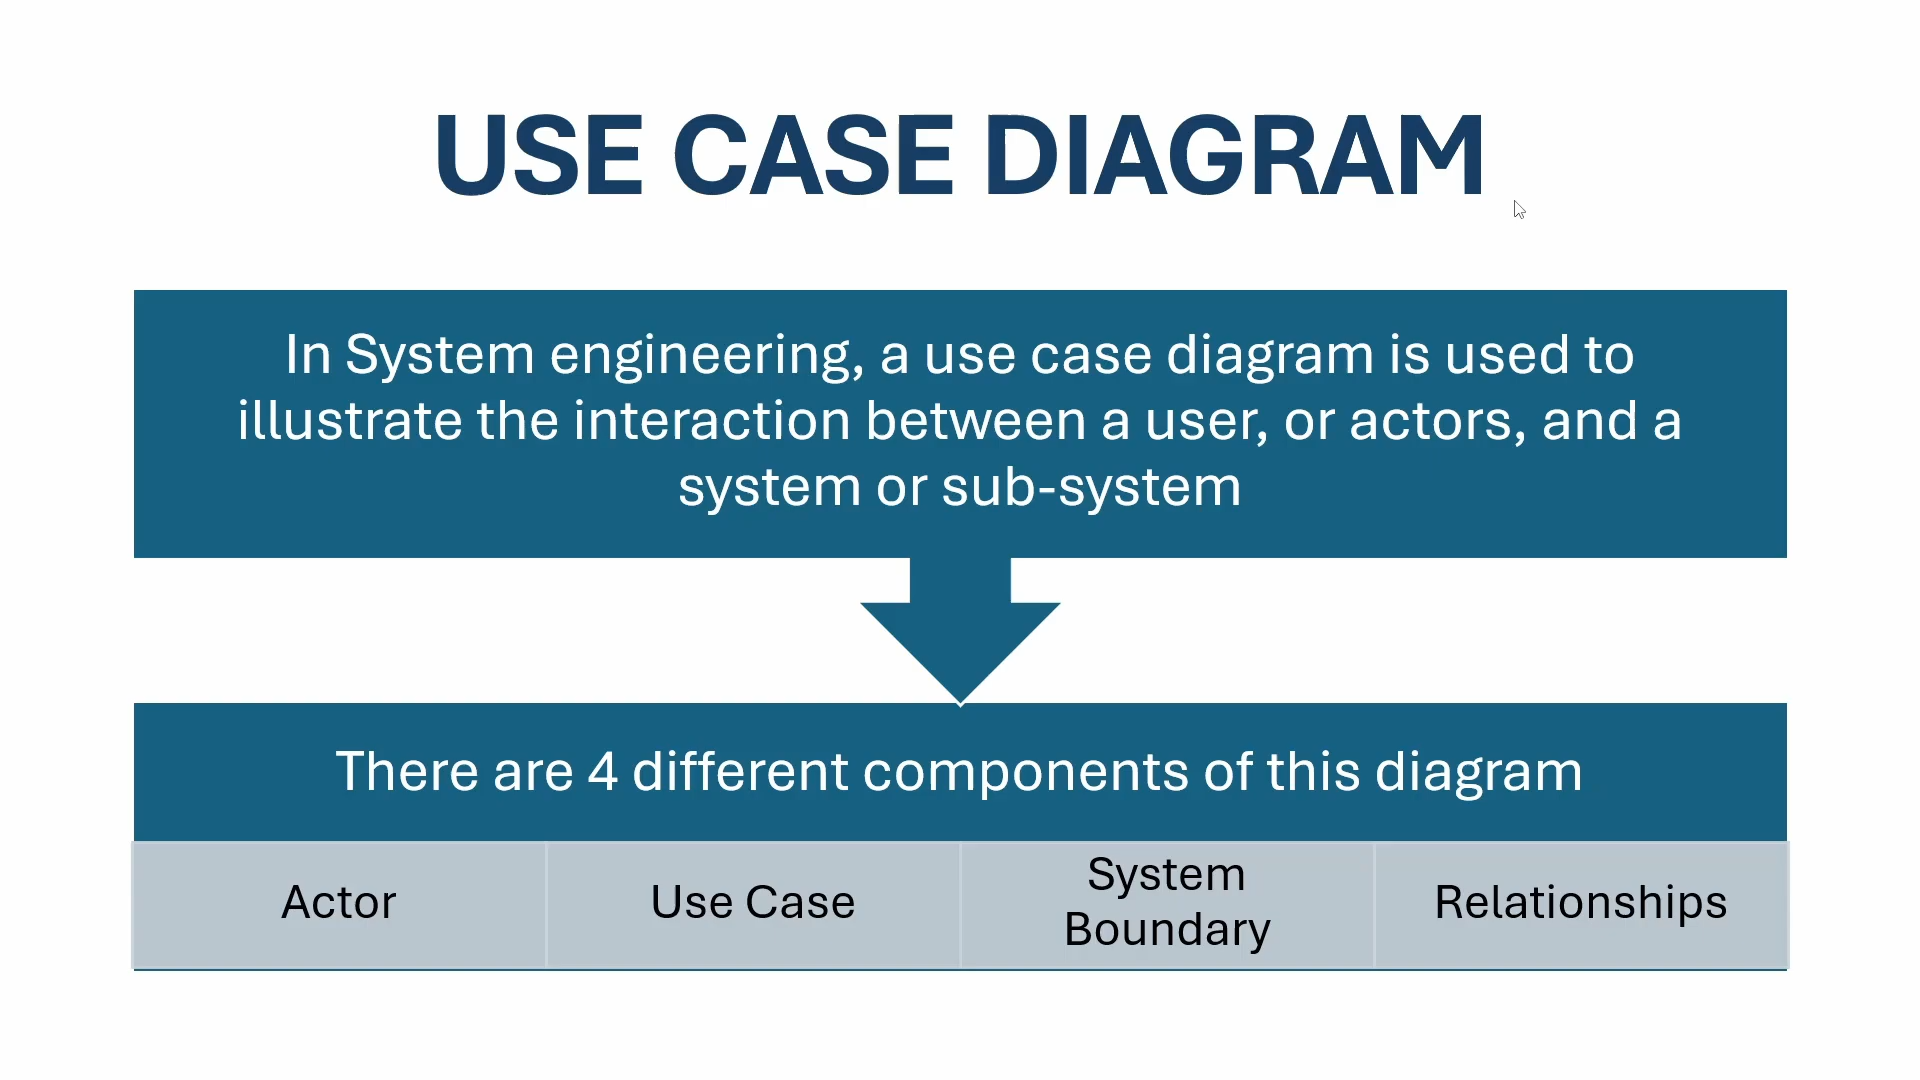 USE CASE DIAGRAM
In System engineering, a use case diagram is used to
illustrate the interaction between a user, or actors, and a
system or sub-system
There are 4 different components of this diagram
Actor
Use Case
System
Boundary
Relationships